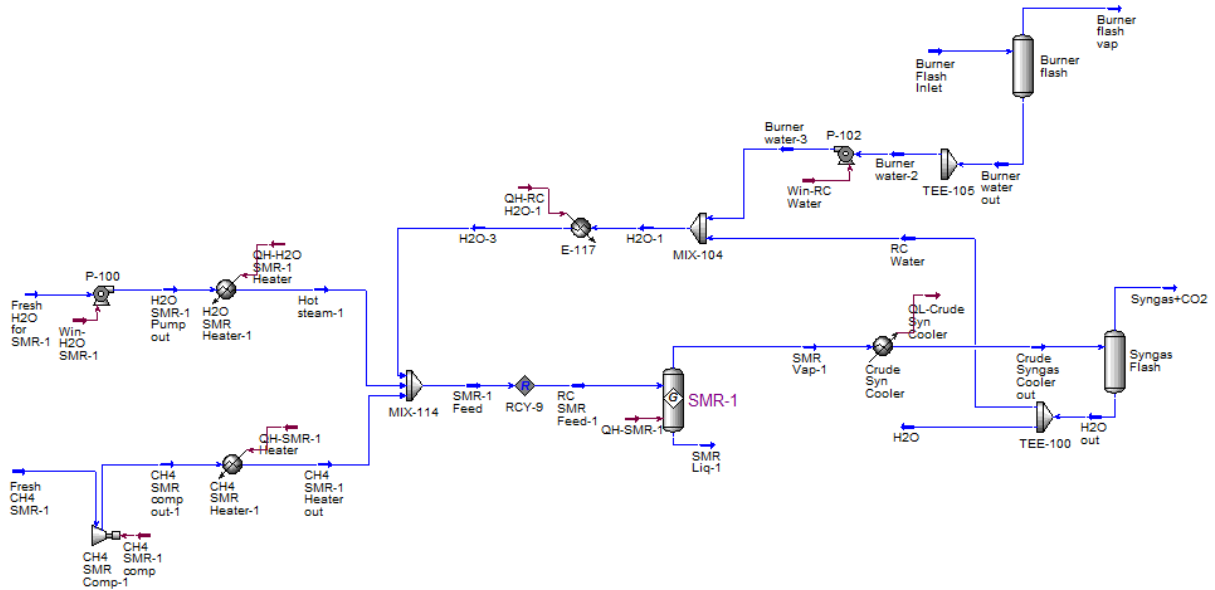 Burner
flash
vap
Burner
Flash
Inlet
Burner
flash
Burner
water-3
P-102
Burner
water-2
TEE-105
Burner
water
out
Win-RC
Water
QH-RC
H2O-1
H2O-3
E-117
H2O-1
MIX-104
RC
Water
P-100
QH-H2O
SMR-1
Heater
Fresh
H2O
for
SMR-1
Win-
H2O
SMR-1
H2O
SMR-1
Pump
out
H2O
SMR
Heater-1
Hot
steam-1
Syngas+CO2
QL-Crude
Syn
Cooler
SMR
Vap-1
Crude
Syn
Cooler
Crude
Syngas
Cooler
out
Syngas
Flash
MIX-114
SMR-1
Feed
R
RCY-9
RC
SMR
Feed-1
G
SMR-1
QH-SMR-1
SMR
Liq-1
H2O
TEE-100
H2O
out
QH-SMR-1
Heater
Fresh
CH4
SMR-1
CH4
SMR
comp
out-1
CH4
SMR
Heater-1
CH4
SMR-1
Heater
out
CH4
SMR
Comp-1
CH4
SMR-1
comp